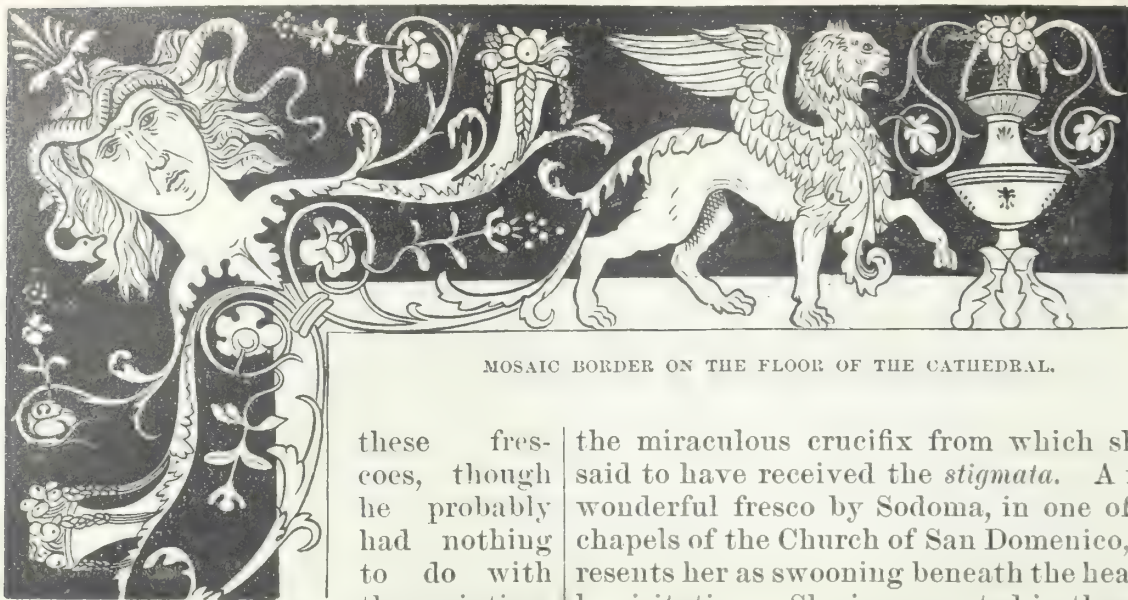 MOSAIC BORDER ON THE FLOOR OF THE CATHEDRAL.
these fres-
coes, though
he probably
had nothing
to do with
the miraculous crucifix from which
said to have received the stigmata. A
wonderful fresco by Sodoma, in one of
chapels of the Church of San Domenico,
resents her as swooning beneath the